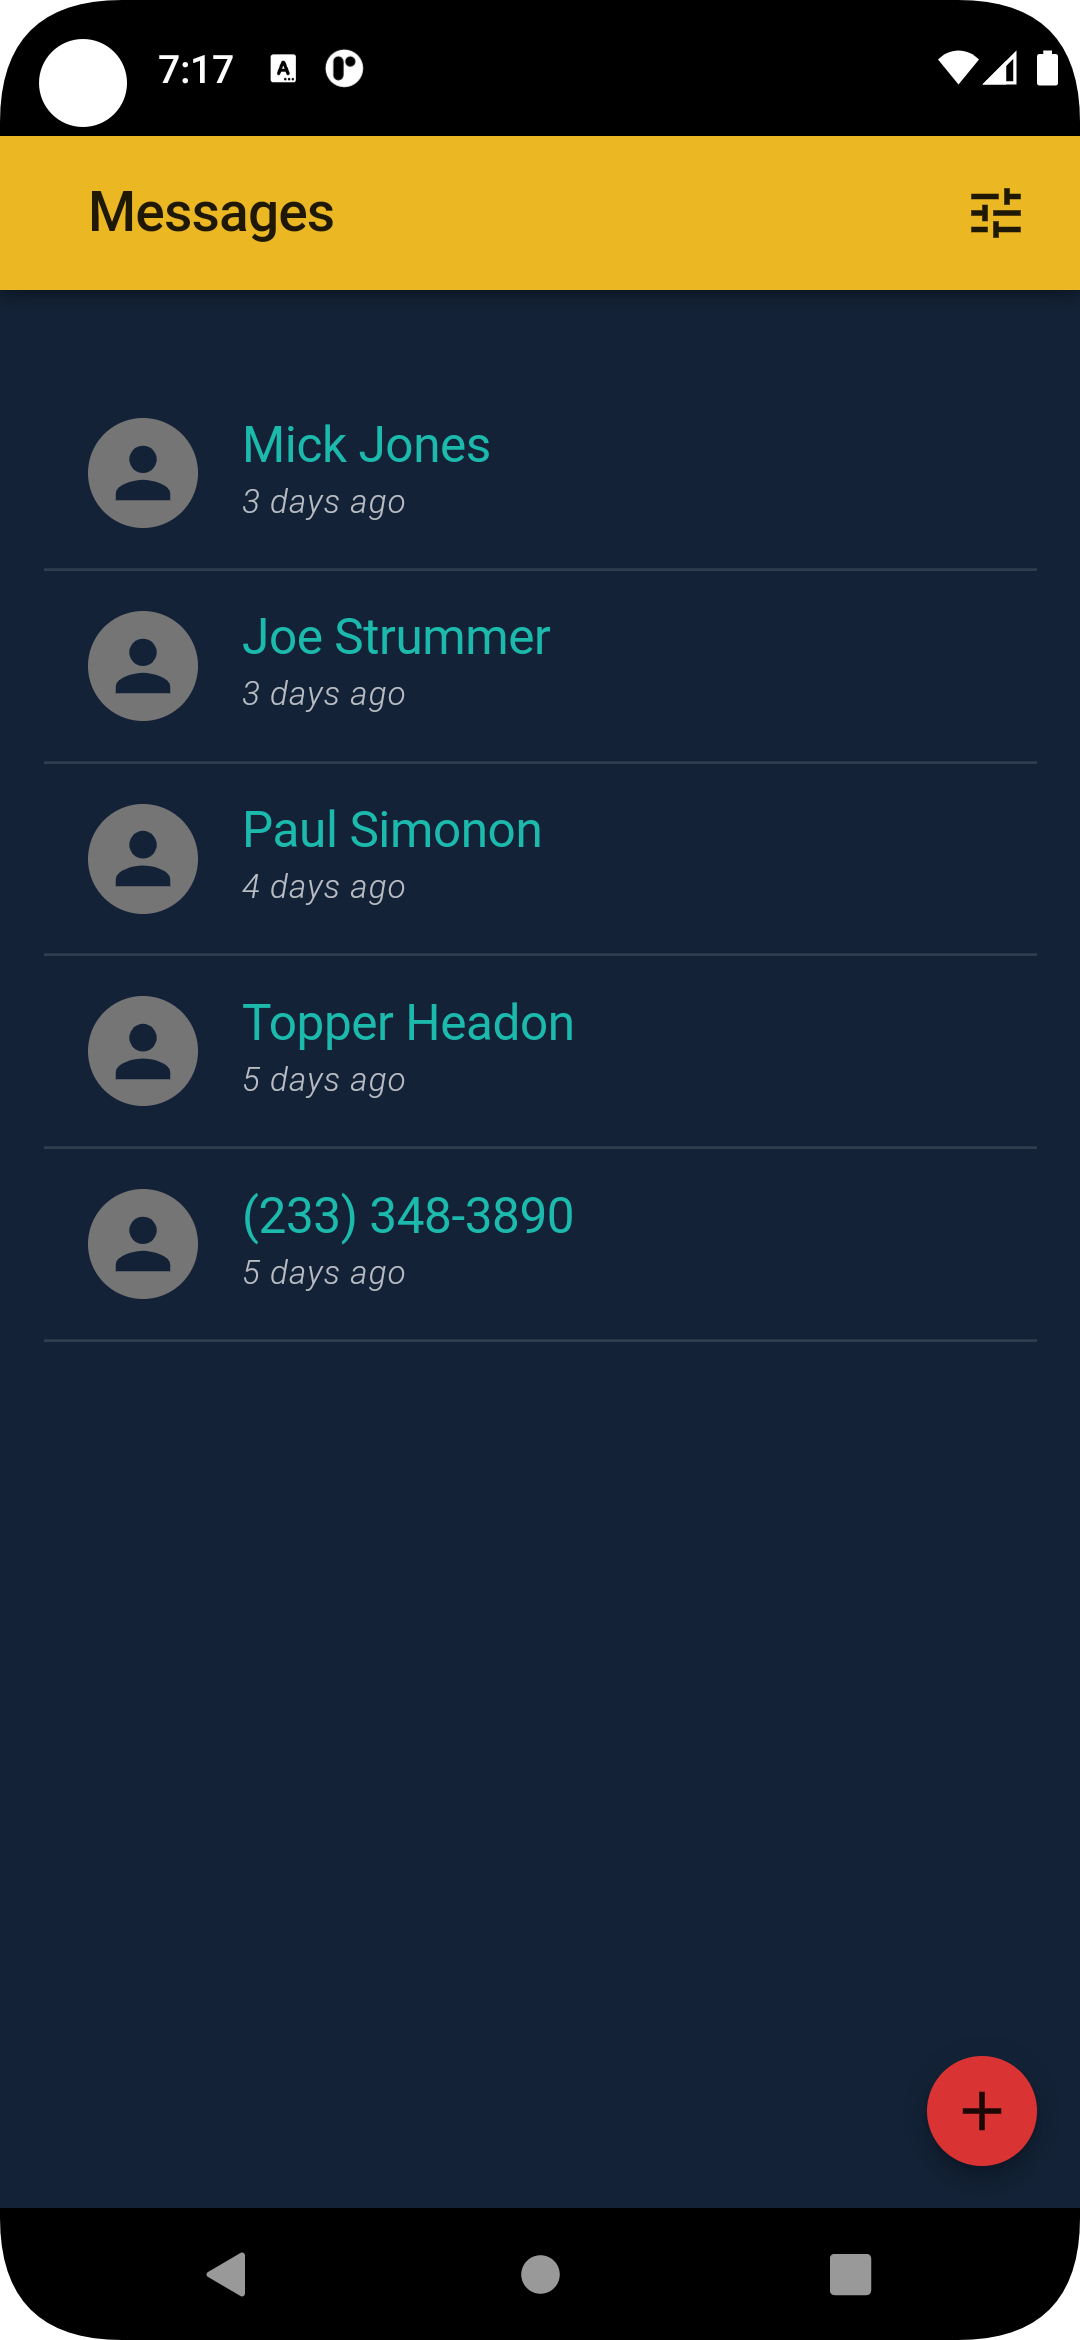 7:17
Messages
Mick Jones
3 days ago
Joe Strummer
3 days ago
Paul Simonon
4 days ago
Topper Headon
5 days ago
(233) 348-3890
5 days ago